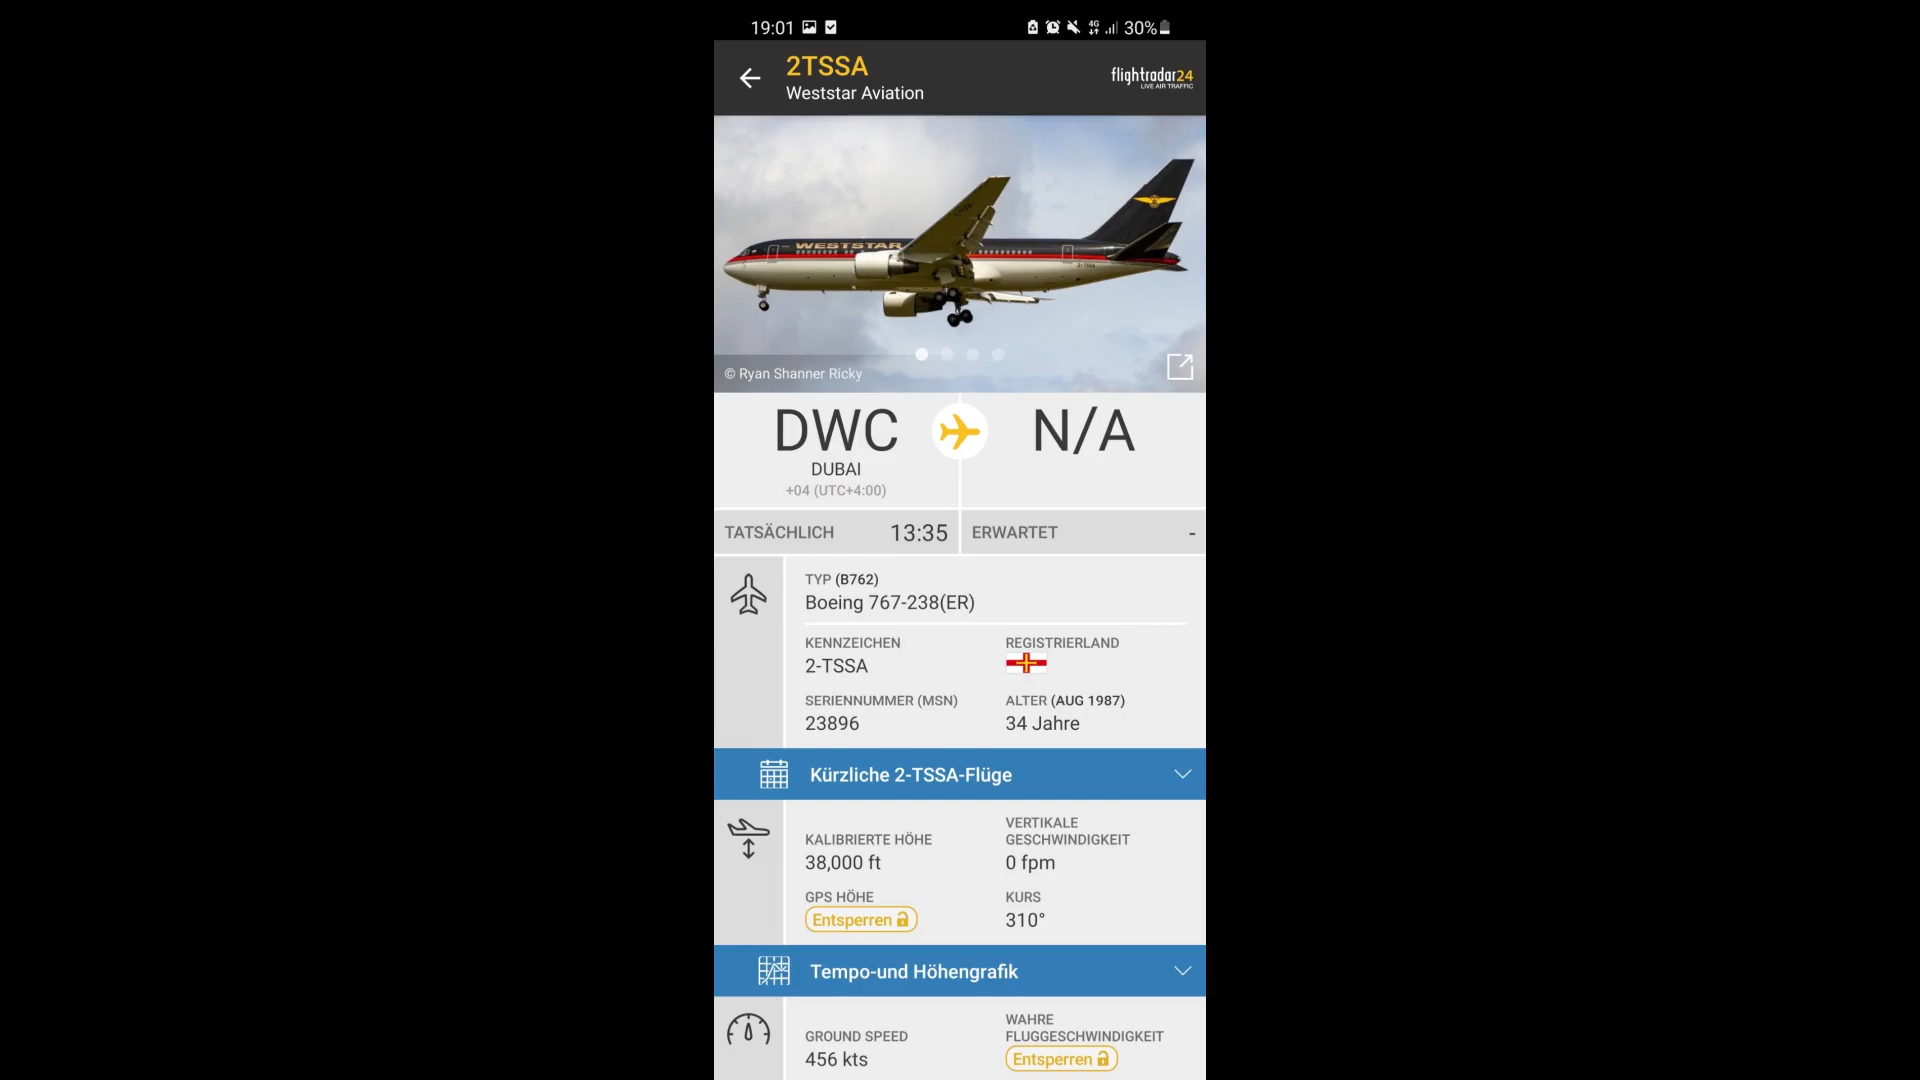 19:01
4G
30%
2TSSA
Weststar Aviation
flightradar24
LIVE AIR TRAFFIC
WESTSTAR
2-TSSA
© Ryan Shanner Ricky
DWC
N/A
DUBAI
+04 (UTC+4:00)
TATSÄCHLICH 13:35
ERWARTET -
TYP (B762)
Boeing 767-238(ER)
KENNZEICHEN
2-TSSA
REGISTRIERLAND
SERIENNUMMER (MSN)
23896
ALTER (AUG 1987)
34 Jahre
Kürzliche 2-TSSA-Flüge
KALIBRIERTE HÖHE
38,000 ft
VERTIKALE
GESCHWINDIGKEIT
0 fpm
GPS HÖHE
Entsperren
KURS
310°
Tempo-und Höhengrafik
GROUND SPEED
456 kts
WAHRE
FLUGGESCHWINDIGKEIT
Entsperren